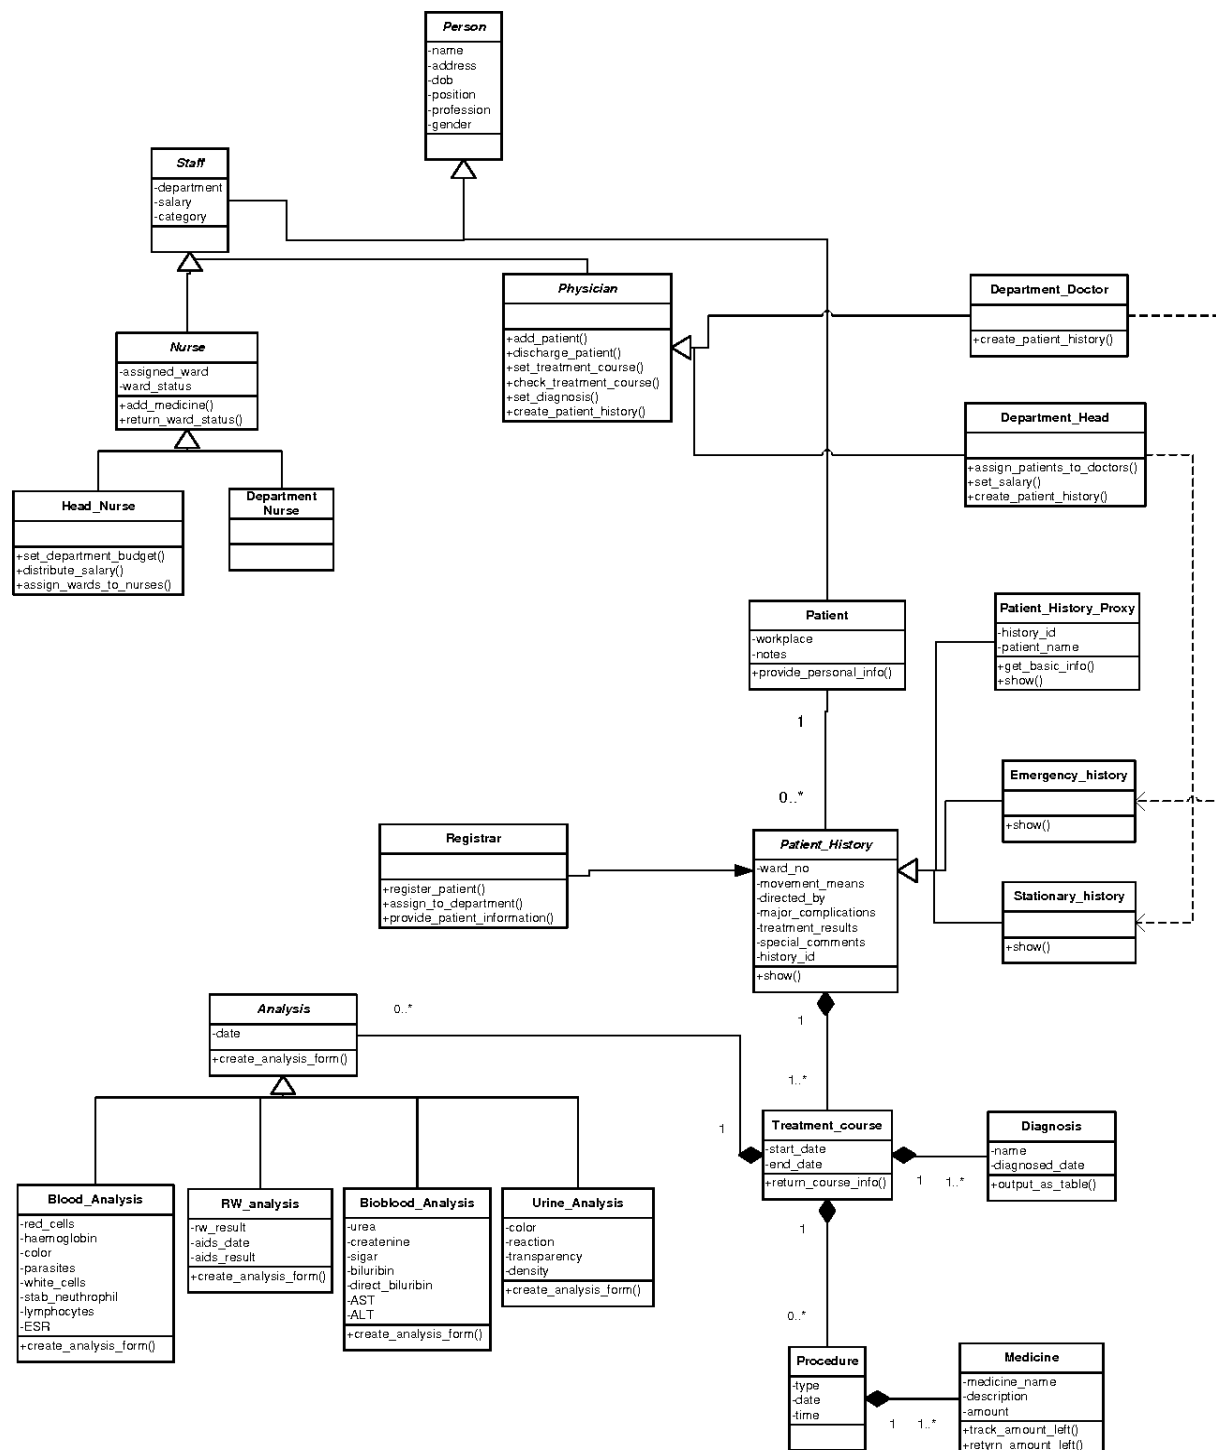 Person
-name
-address
-dob
-position
-profession
-gender
Staff
-department
-salary
-category
Physician
+add_patient()
+discharge_patient()
+set_treatment_course()
+check_treatment_course()
+set_diagnosis()
+create_patient_history()
Department_Doctor
+create_patient_history()
Nurse
-assigned_ward
-ward_status
+add_medicine()
+return_ward_status()
Department_Head
+assign_patients_to_doctors()
+set_salary()
+create_patient_history()
Head_Nurse
+set_department_budget()
+distribute_salary()
+assign_wards_to_nurses()
Department
Nurse
Patient
-workplace
-notes
+provide_personal_info()
Patient_History_Proxy
-history_id
-patient_name
+get_basic_info()
+show()
1
0..*
Emergency_history
+show()
Registrar
+register_patient()
+assign_to_department()
+provide_patient_information()
Patient_History
-ward_no
-movement_means
-directed_by
-major_complications
-treatment_results
-special_comments
-history_id
+show()
Stationary_history
+show()
Analysis
-date
+create_analysis_form()
0..*
1
1..*
1
Treatment_course
-start_date
-end_date
+return_course_info()
1
1..*
Diagnosis
-name
-diagnosed_date
+output_as_table()
Blood_Analysis
-red_cells
-haemoglobin
-color
-parasites
-white_cells
-stab_neuthrophil
-lymphocytes
-ESR
+create_analysis_form()
RW_analysis
-rw_result
-aids_date
-aids_result
+create_analysis_form()
Bioblood_Analysis
-urea
-createnine
-sigar
-biluribin
-direct_biluribin
-AST
-ALT
+create_analysis_form()
Urine_Analysis
-color
-reaction
-transparency
-density
+create_analysis_form()
1
0..*
Procedure
-type
-date
-time
1
1..*
Medicine
-medicine_name
-description
-amount
+track_amount_left()
+retyrn_amount_left()